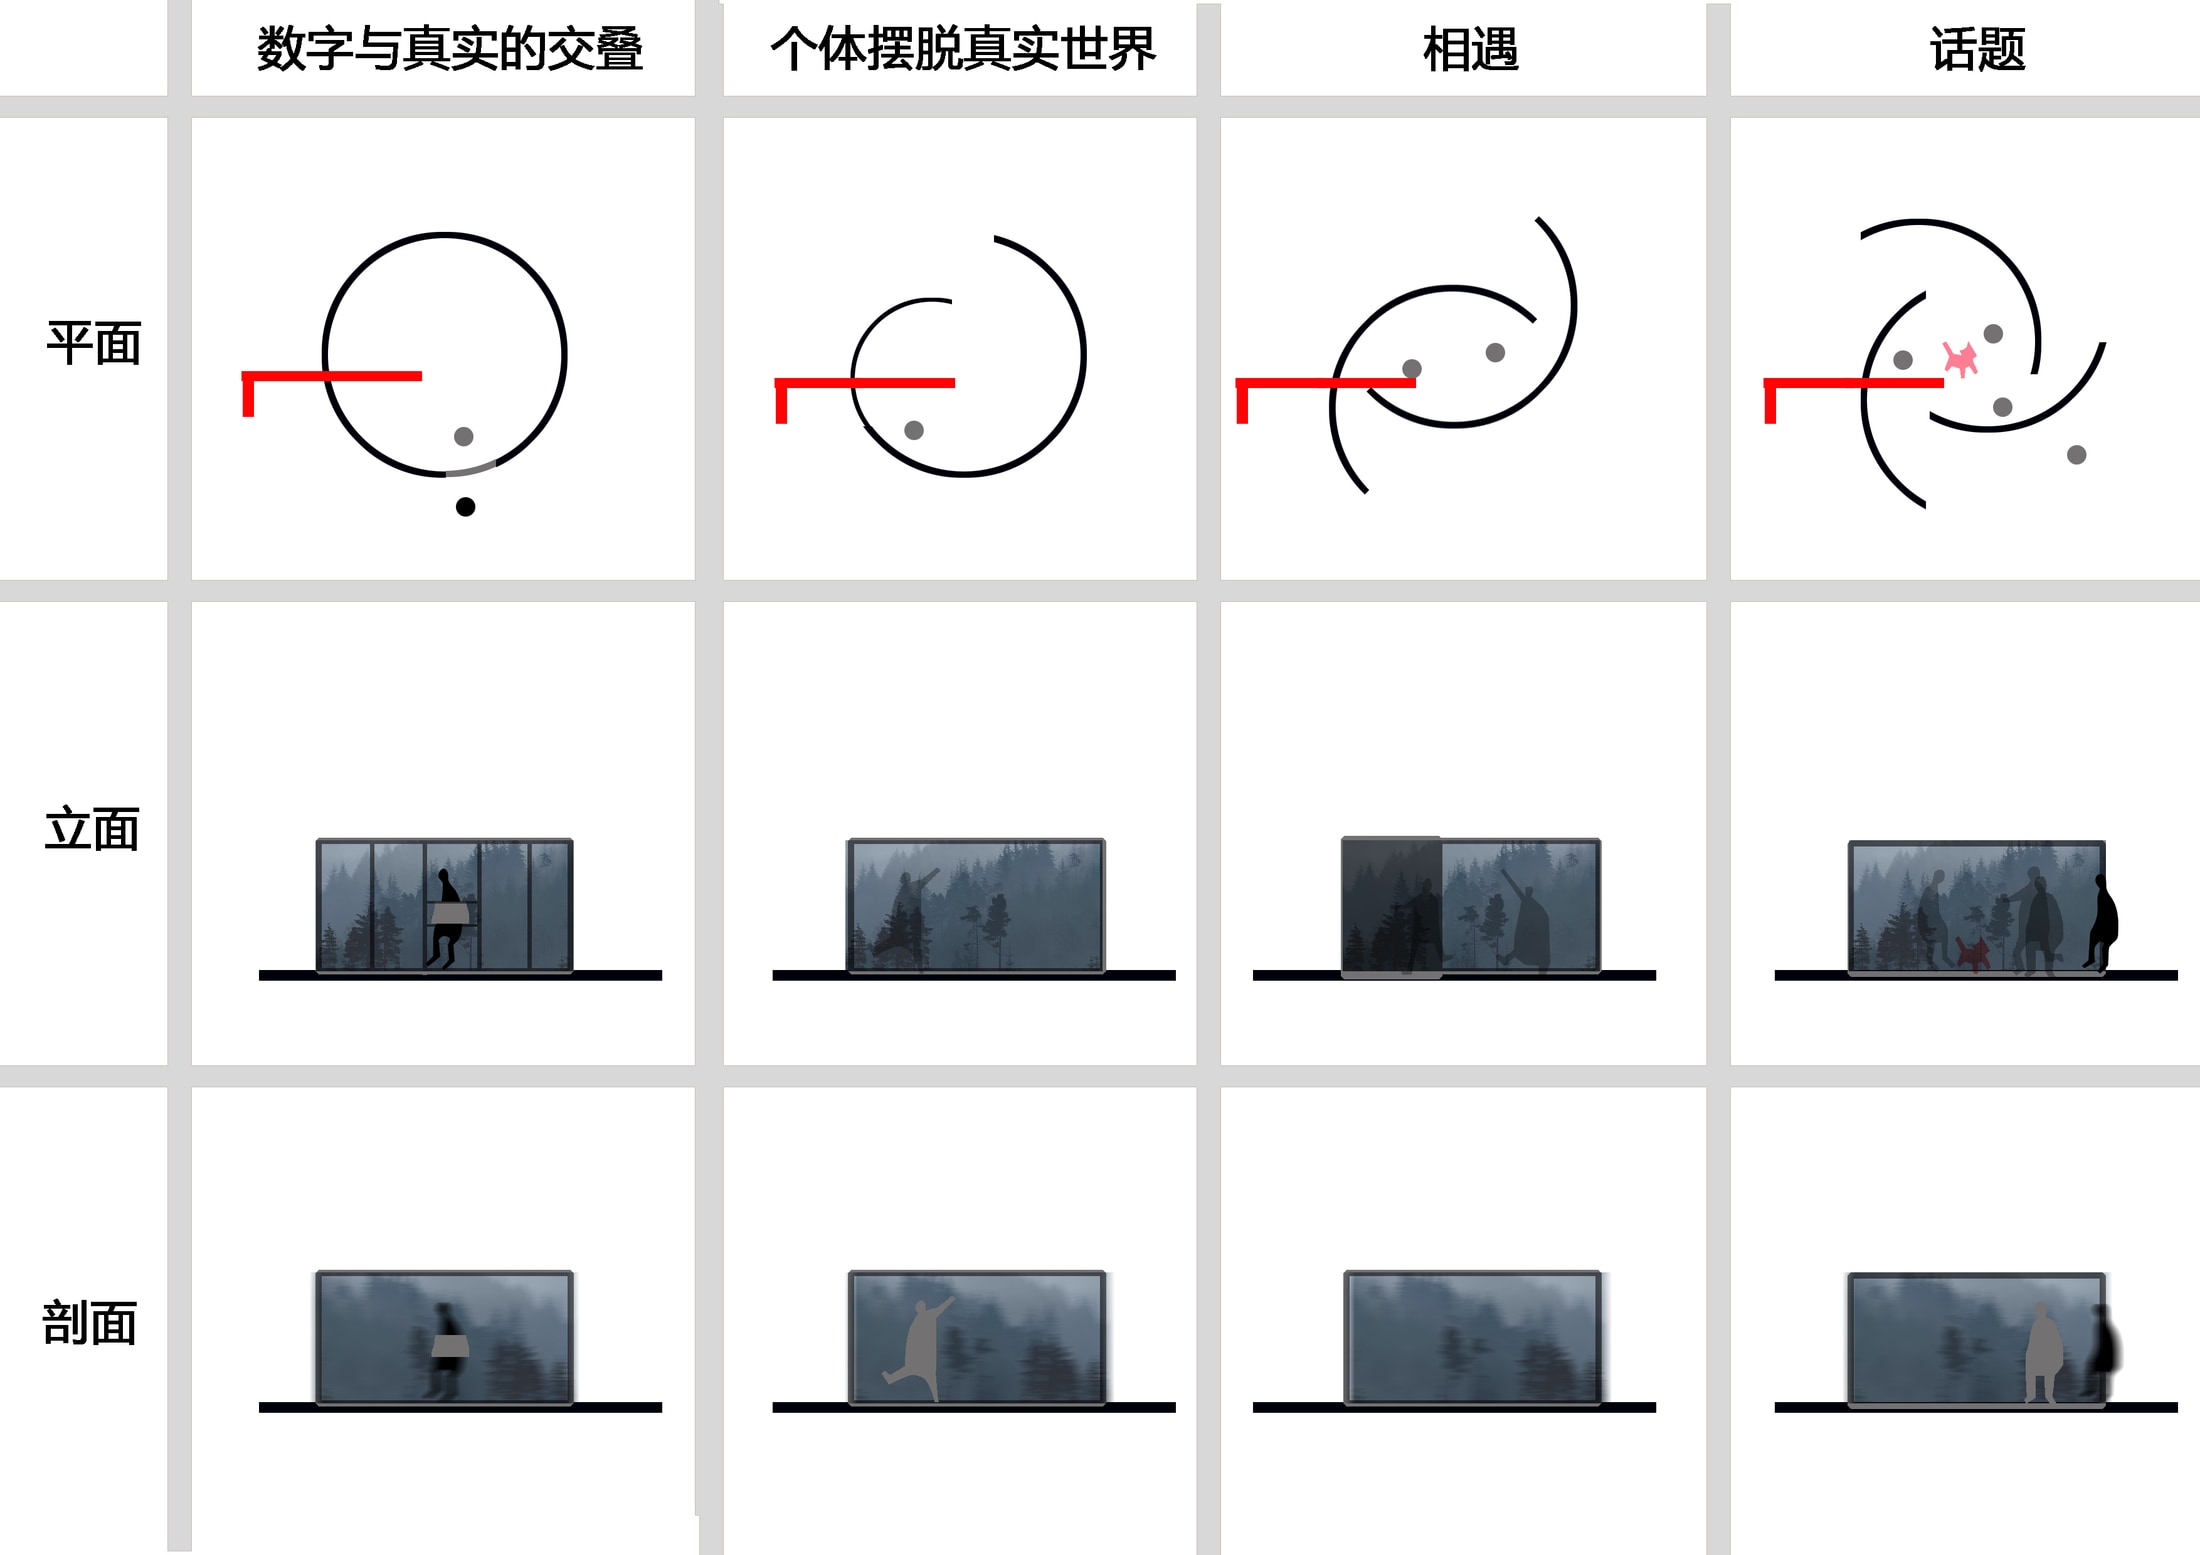 数字与真实的交叠
个体摆脱真实世界
相遇
话题
平面
立面
剖面